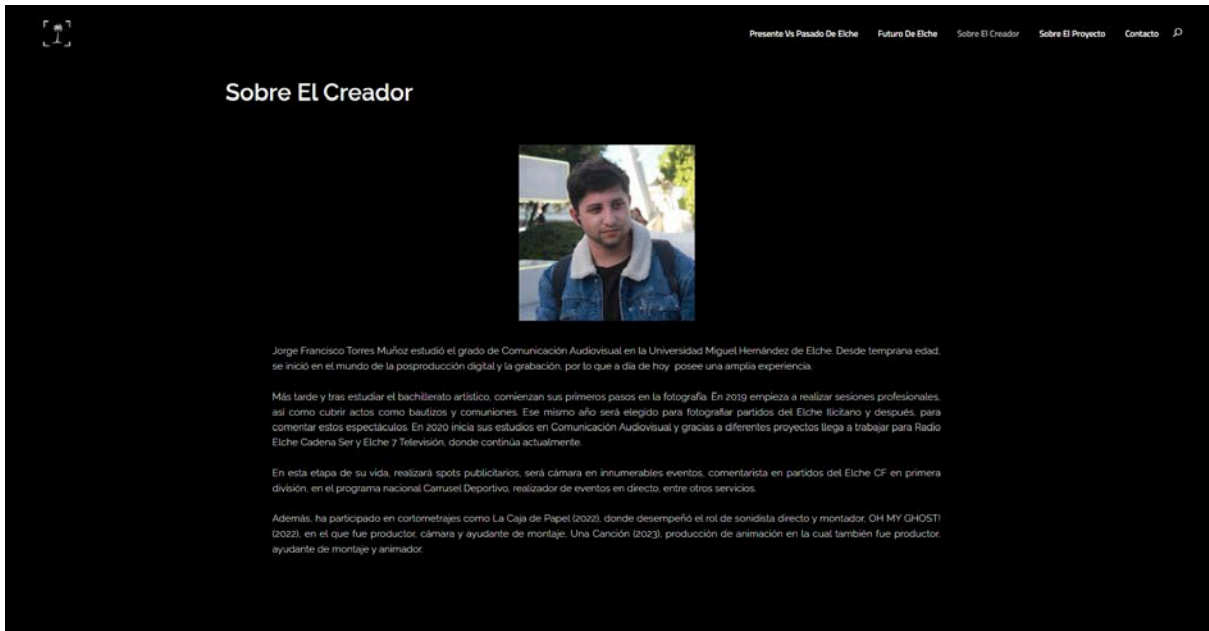 Presente Vs Pasado De Elche Futuro De Elche Sobre El Creador Sobre El Proyecto Contacto
Sobre El Creador
Jorge Francisco Torres Muñoz estudió el grado de Comunicación Audiovisual en la Universidad Miguel Hernández de Elche. Desde temprana edad,
se inició en el mundo de la posproducción digital y la grabación, por lo que a día de hoy posee una amplia experiencia.
Más tarde y tras estudiar el bachillerato artístico, comienzan sus primeros pasos en la fotografía. En 2019 empieza a realizar sesiones profesionales,
así como cubrir actos como bautizos y comuniones. Ese mismo año será elegido para fotografiar partidos del Elche Ilicitano y después, para
comentar estos espectáculos. En 2020 inicia sus estudios en Comunicación Audiovisual y gracias a diferentes proyectos llega a trabajar para Radio
Elche Cadena Ser y Elche 7 Televisión, donde continúa actualmente.
En esta etapa de su vida, realizará spots publicitarios, será cámara en innumerables eventos, comentarista en partidos del Elche CF en primera
división, en el programa nacional Carrusel Deportivo, realizador de eventos en directo, entre otros servicios.
Además, ha participado en cortometrajes como La Caja de Papel (2022), donde desempeñó el rol de sonidista directo y montador, OH MY GHOST!
(2022), en el que fue productor, cámara y ayudante de montaje, Una Canción (2023), producción de animación en la cual también fue productor,
ayudante de montaje y animador.